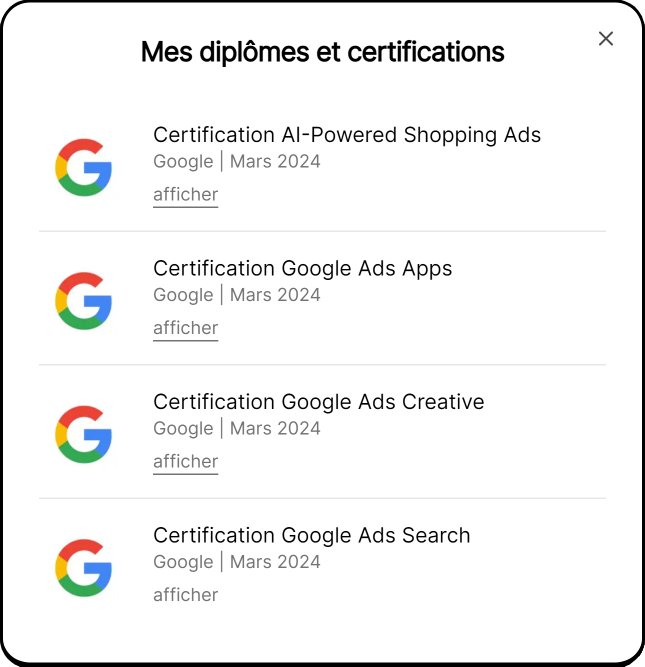 Mes diplômes et certifications
Certification AI-Powered Shopping Ads
Google | Mars 2024
afficher
Certification Google Ads Apps
Google | Mars 2024
afficher
Certification Google Ads Creative
Google | Mars 2024
afficher
Certification Google Ads Search
Google | Mars 2024
afficher